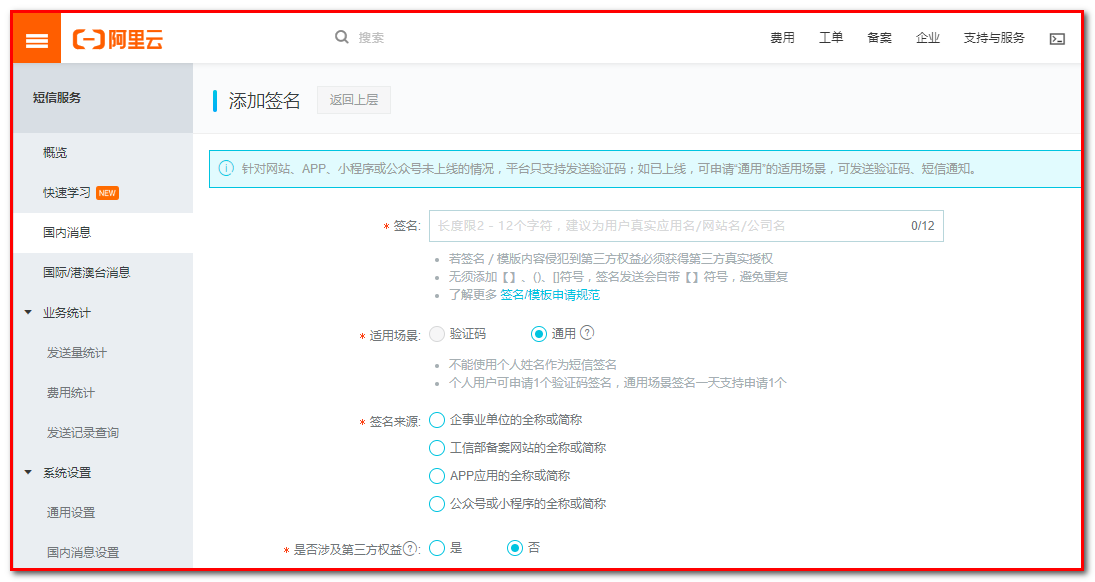 阿里云
搜索
费用 工单 备案 企业 支持与服务
短信服务
概览
快速学习 NEW
国内消息
国际/港澳台消息
业务统计
发送量统计
费用统计
发送记录查询
系统设置
通用设置
国内消息设置
添加签名 返回上层
针对网站、APP、小程序或公众号未上线的情况，平台只支持发送验证码；如已上线，可申请“通用”的适用场景，可发送验证码、短信通知。
* 签名: 长度限2 - 12个字符，建议为用户真实应用名/网站名/公司名 0/12
若签名 / 模版内容侵犯到第三方权益必须获得第三方真实授权
无须添加【】、()、[]符号，签名发送会自带【】符号，避免重复
了解更多 签名/模板申请规范
* 适用场景: 验证码 通用 ?
不能使用个人姓名作为短信签名
个人用户可申请1个验证码签名，通用场景签名一天支持申请1个
* 签名来源: 企事业单位的全称或简称
工信部备案网站的全称或简称
APP应用的全称或简称
公众号或小程序的全称或简称
* 是否涉及第三方权益 ? : 是 否